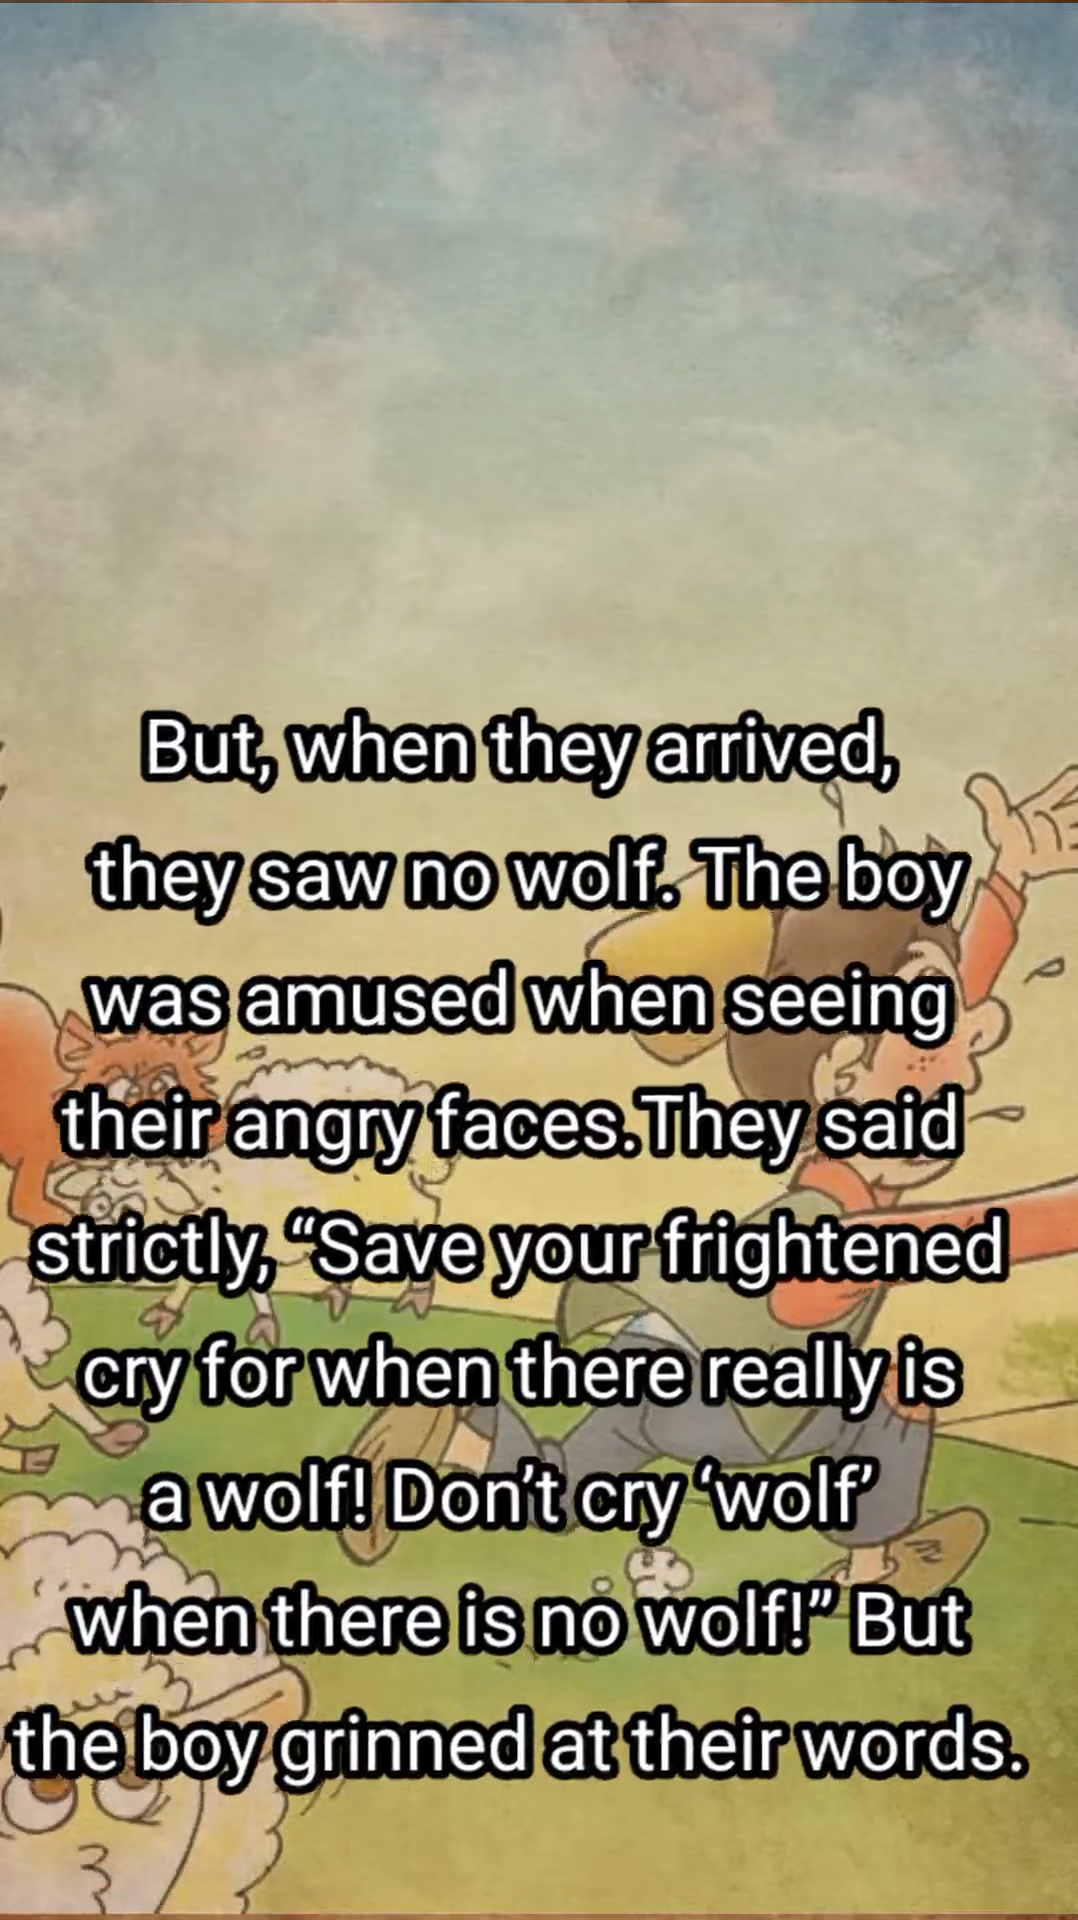 But, when they arrived,
they saw no wolf. The boy
was amused when seeing
their angry faces.They said
strictly, “Save your frightened
cry for when there really is
a wolf! Don’t cry ‘wolf’
when there is no wolf!” But
the boy grinned at their words.